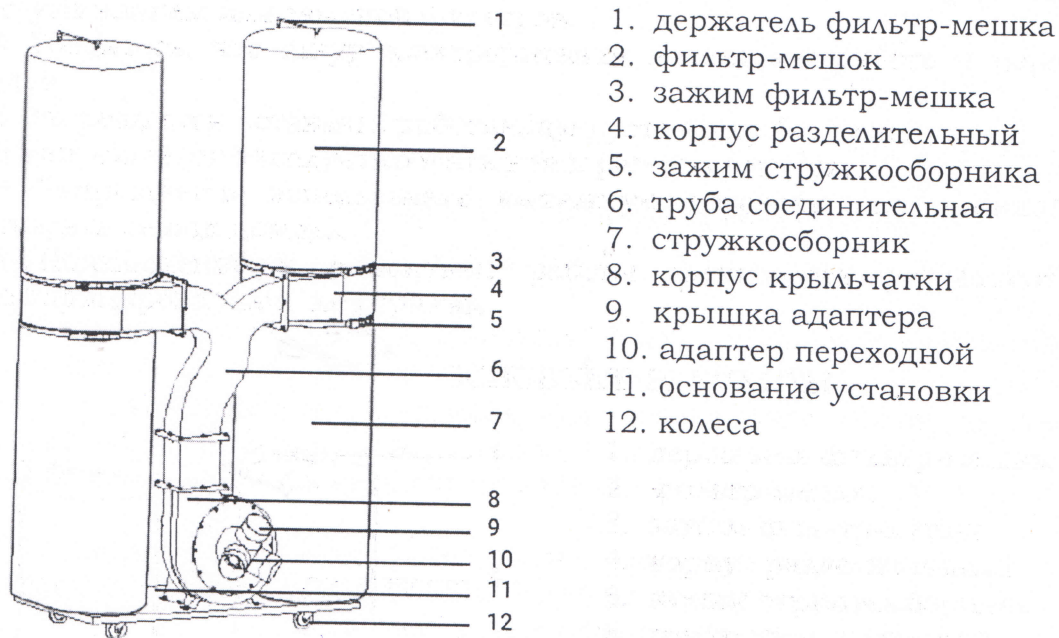 1
2
3
4
5
6
7
8
9
10
11
12
1. держатель фильтр-мешка
2. фильтр-мешок
3. зажим фильтр-мешка
4. корпус разделительный
5. зажим стружкосборника
6. труба соединительная
7. стружкосборник
8. корпус крыльчатки
9. крышка адаптера
10. адаптер переходной
11. основание установки
12. колеса